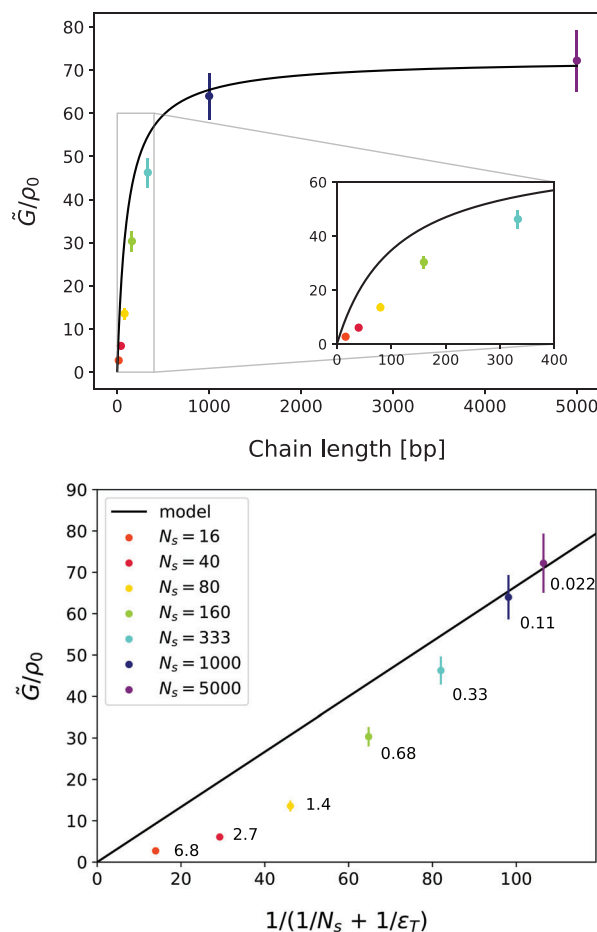 80
70
60
50
40
30
20
10
0
G̃/ρ₀
60
40
20
0
0 100 200 300 400
0 1000 2000 3000 4000 5000
Chain length [bp]
90
80
70
60
50
40
30
20
10
0
G̃/ρ₀
model
Nₛ = 16
Nₛ = 40
Nₛ = 80
Nₛ = 160
Nₛ = 333
Nₛ = 1000
Nₛ = 5000
0.022
0.11
0.33
0.68
1.4
2.7
6.8
0 20 40 60 80 100
1/(1/Nₛ + 1/ε_T)